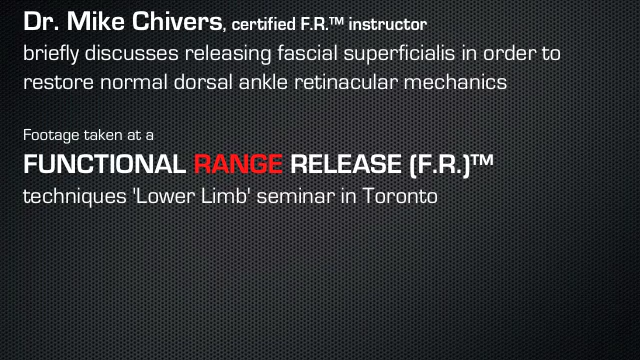 Dr. Mike Chivers, certified F.R.™ instructor
briefly discusses releasing fascial superficialis in order to
restore normal dorsal ankle retinacular mechanics
Footage taken at a
FUNCTIONAL RANGE RELEASE (F.R.)™
techniques 'Lower Limb' seminar in Toronto